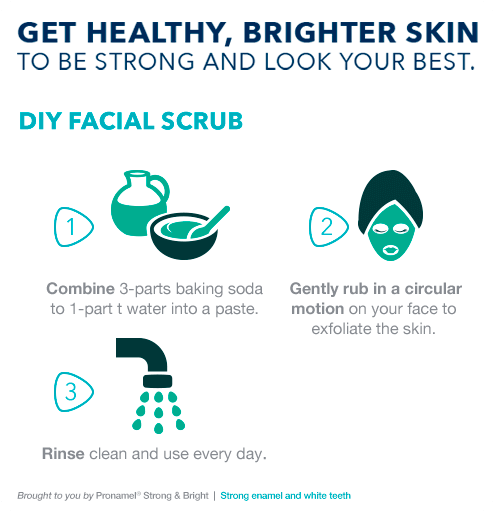 GET HEALTHY, BRIGHTER SKIN
TO BE STRONG AND LOOK YOUR BEST.
DIY FACIAL SCRUB
1
Combine 3-parts baking soda
to 1-part t water into a paste.
2
Gently rub in a circular
motion on your face to
exfoliate the skin.
3
Rinse clean and use every day.
Brought to you by Pronamel® Strong & Bright | Strong enamel and white teeth